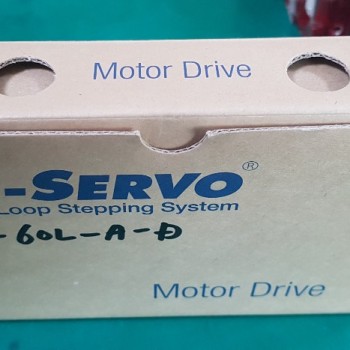 Motor Drive
-SERVO®
Loop Stepping System
-60L-A-D
Motor Drive